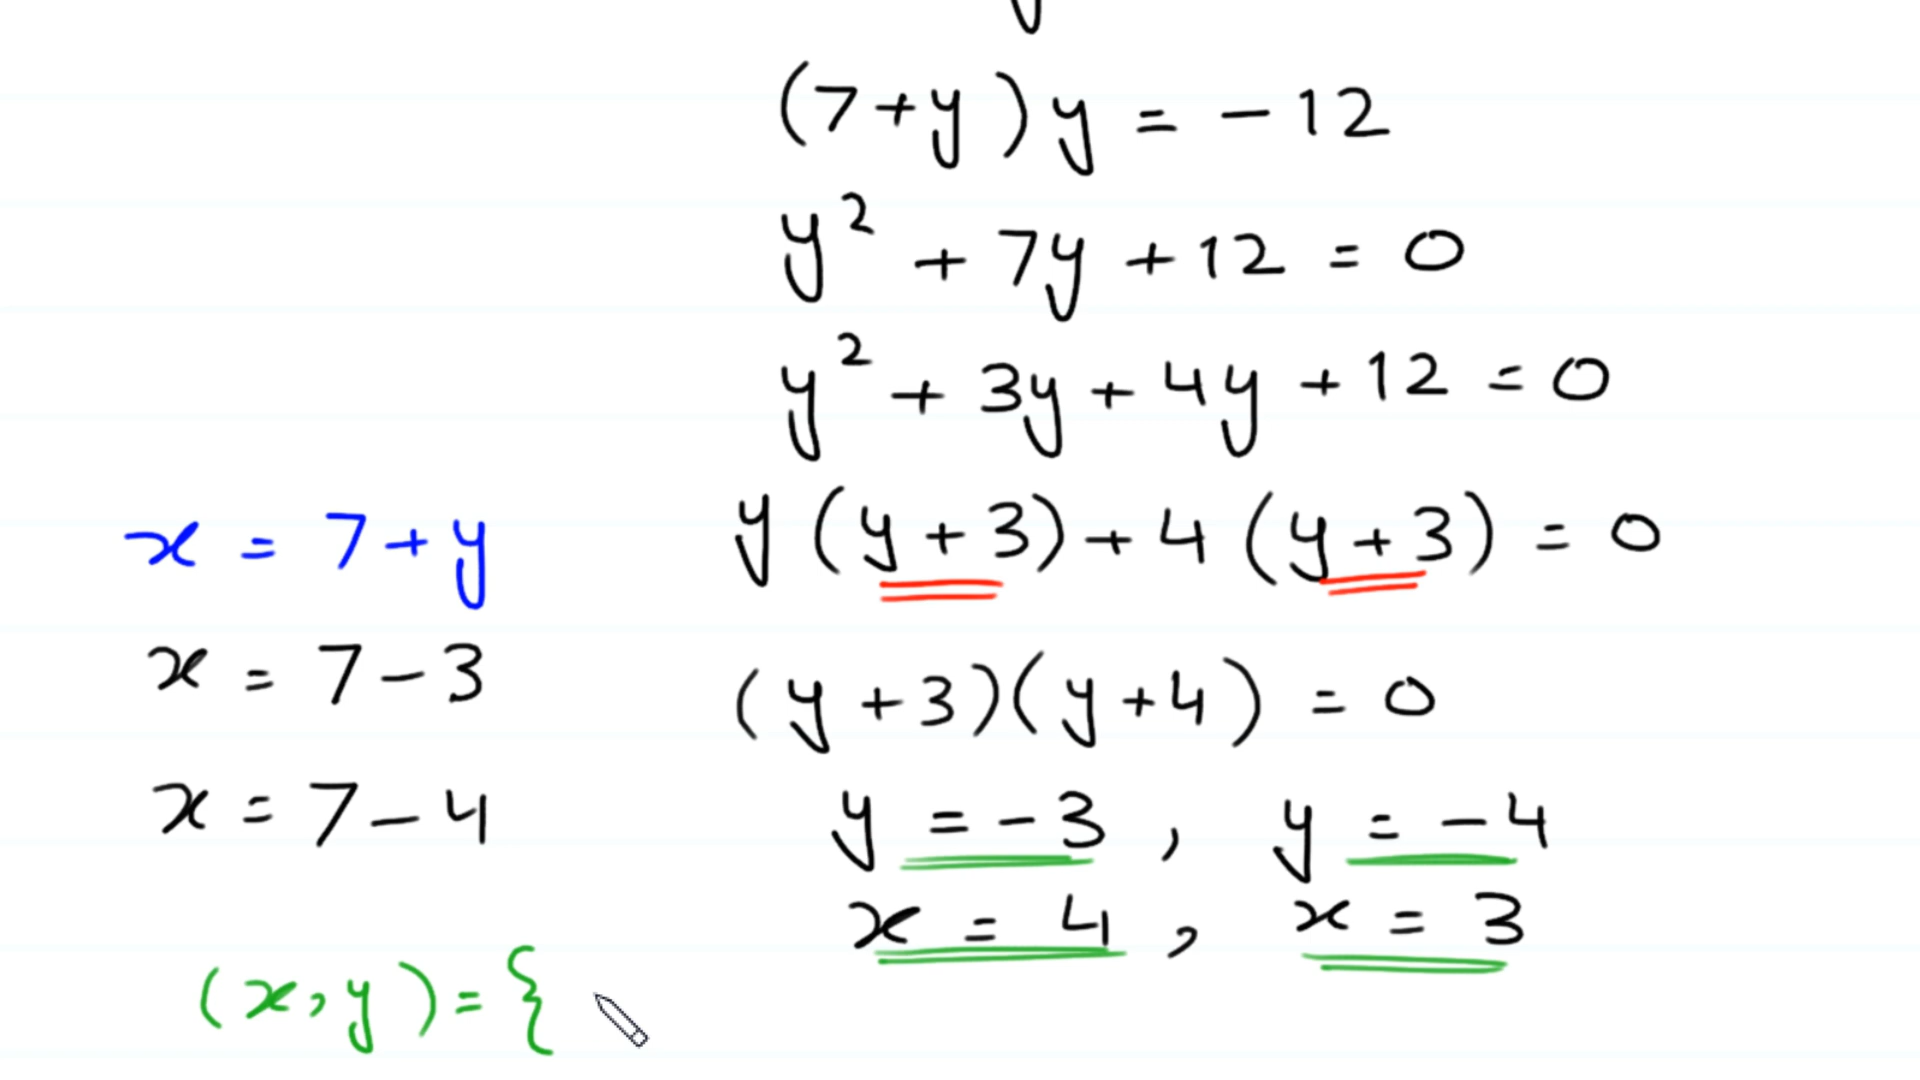 (7+y)y = -12
y² + 7y + 12 = 0
y² + 3y + 4y + 12 = 0
x = 7+y
y(y+3)+4(y+3) = 0
x = 7-3
(y+3)(y+4) = 0
x = 7-4
y = -3, y = -4
x = 4, x = 3
(x,y) = {